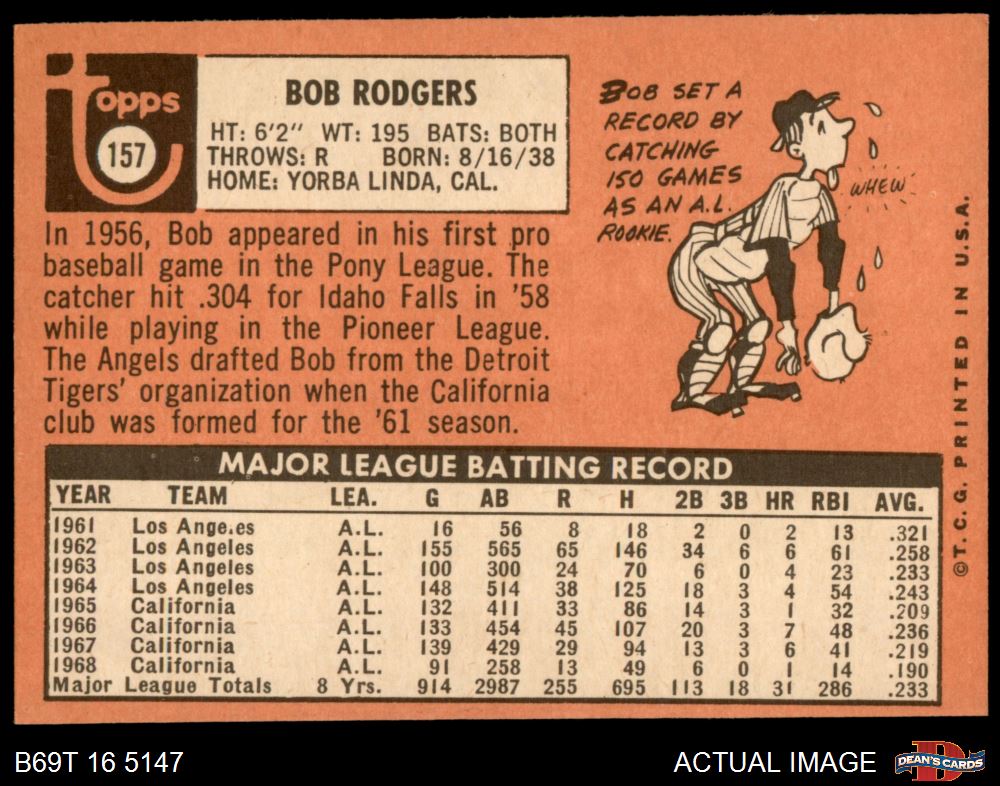 topps
157
BOB RODGERS
HT: 6'2" WT: 195 BATS: BOTH
THROWS: R BORN: 8/16/38
HOME: YORBA LINDA, CAL.
In 1956, Bob appeared in his first pro
baseball game in the Pony League. The
catcher hit .304 for Idaho Falls in '58
while playing in the Pioneer League.
The Angels drafted Bob from the Detroit
Tigers' organization when the California
club was formed for the '61 season.
BOB SET A
RECORD BY
CATCHING
150 GAMES
AS AN A.L.
ROOKIE.
WHEW
©T. C. G. PRINTED IN U.S.A.
MAJOR LEAGUE BATTING RECORD
YEAR TEAM LEA. G AB R H 2B 3B HR RBI AVG.
1961 Los Angeles A.L. 16 56 8 18 2 0 2 13 .321
1962 Los Angeles A.L. 155 565 65 146 34 6 6 61 .258
1963 Los Angeles A.L. 100 300 24 70 6 0 4 23 .233
1964 Los Angeles A.L. 148 514 38 125 18 3 4 54 .243
1965 California A.L. 132 411 33 86 14 3 1 32 .209
1966 California A.L. 133 454 45 107 20 3 7 48 .236
1967 California A.L. 139 429 29 94 13 3 6 41 .219
1968 California A.L. 91 258 13 49 6 0 1 14 .190
Major League Totals 8 Yrs. 914 2987 255 695 113 18 31 286 .233
B69T 16 5147
ACTUAL IMAGE
DEAN'S CARDS